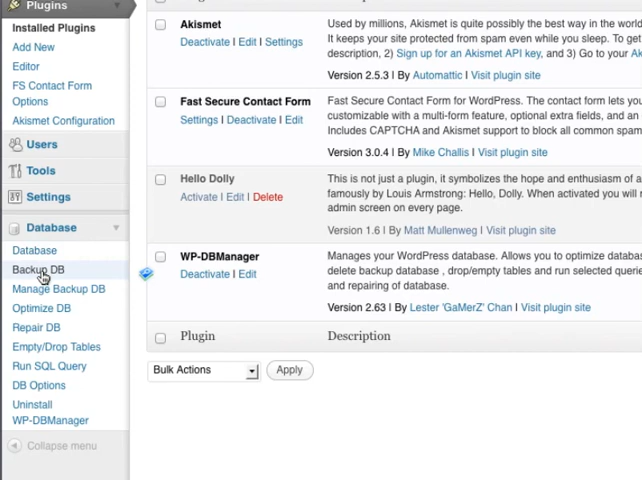 Plugins
Installed Plugins
Add New
Editor
FS Contact Form
Options
Akismet Configuration
Users
Tools
Settings
Database
Database
Backup DB
Manage Backup DB
Optimize DB
Repair DB
Empty/Drop Tables
Run SQL Query
DB Options
Uninstall
WP-DBManager
Collapse menu
Akismet
Deactivate | Edit | Settings
Used by millions, Akismet is quite possibly the best way in the world
It keeps your site protected from spam even while you sleep. To get
description, 2) Sign up for an Akismet API key, and 3) Go to your Ak
Version 2.5.3 | By Automattic | Visit plugin site
Fast Secure Contact Form
Settings | Deactivate | Edit
Fast Secure Contact Form for WordPress. The contact form lets you
customizable with a multi-form feature, optional extra fields, and an
Includes CAPTCHA and Akismet support to block all common spam
Version 3.0.4 | By Mike Challis | Visit plugin site
Hello Dolly
Activate | Edit | Delete
This is not just a plugin, it symbolizes the hope and enthusiasm of a
famously by Louis Armstrong: Hello, Dolly. When activated you will
admin screen on every page.
Version 1.6 | By Matt Mullenweg | Visit plugin site
WP-DBManager
Deactivate | Edit
Manages your WordPress database. Allows you to optimize databas
delete backup database , drop/empty tables and run selected querie
and repairing of database.
Version 2.63 | By Lester 'GaMerZ' Chan | Visit plugin site
Plugin
Description
Bulk Actions
Apply